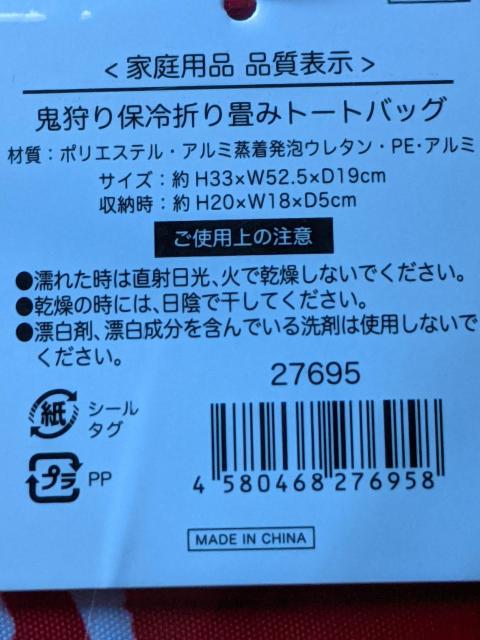 ＜家庭用品 品質表示＞
鬼狩り保冷折り畳みトートバッグ
材質：ポリエステル・アルミ蒸着発泡ウレタン・PE・アルミ
サイズ：約 H33×W52.5×D19cm
収納時：約 H20×W18×D5cm
ご使用上の注意
●濡れた時は直射日光、火で乾燥しないでください。
●乾燥の時には、日陰で干してください。
●漂白剤、漂白成分を含んでいる洗剤は使用しないで
ください。
27695
紙 シール
タグ
プラ PP
4 580468 276958
MADE IN CHINA